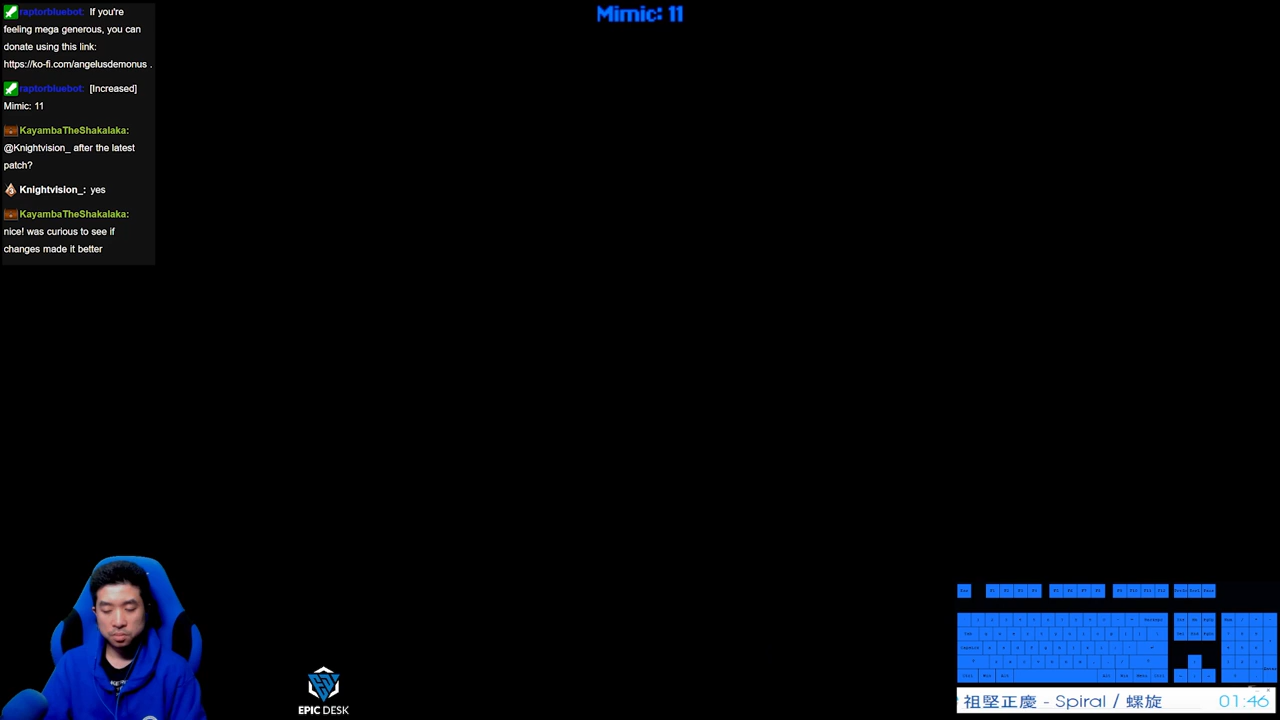 raptorbluebot: If you're
feeling mega generous, you can
donate using this link:
https://ko-fi.com/angelusdemonus .
raptorbluebot: [Increased]
Mimic: 11
KayambaTheShakalaka:
@Knightvision_ after the latest
patch?
Knightvision_: yes
KayambaTheShakalaka:
nice! was curious to see if
changes made it better
Mimic: 11
EPIC DESK
祖堅正慶 - Spiral / 螺旋
01:46